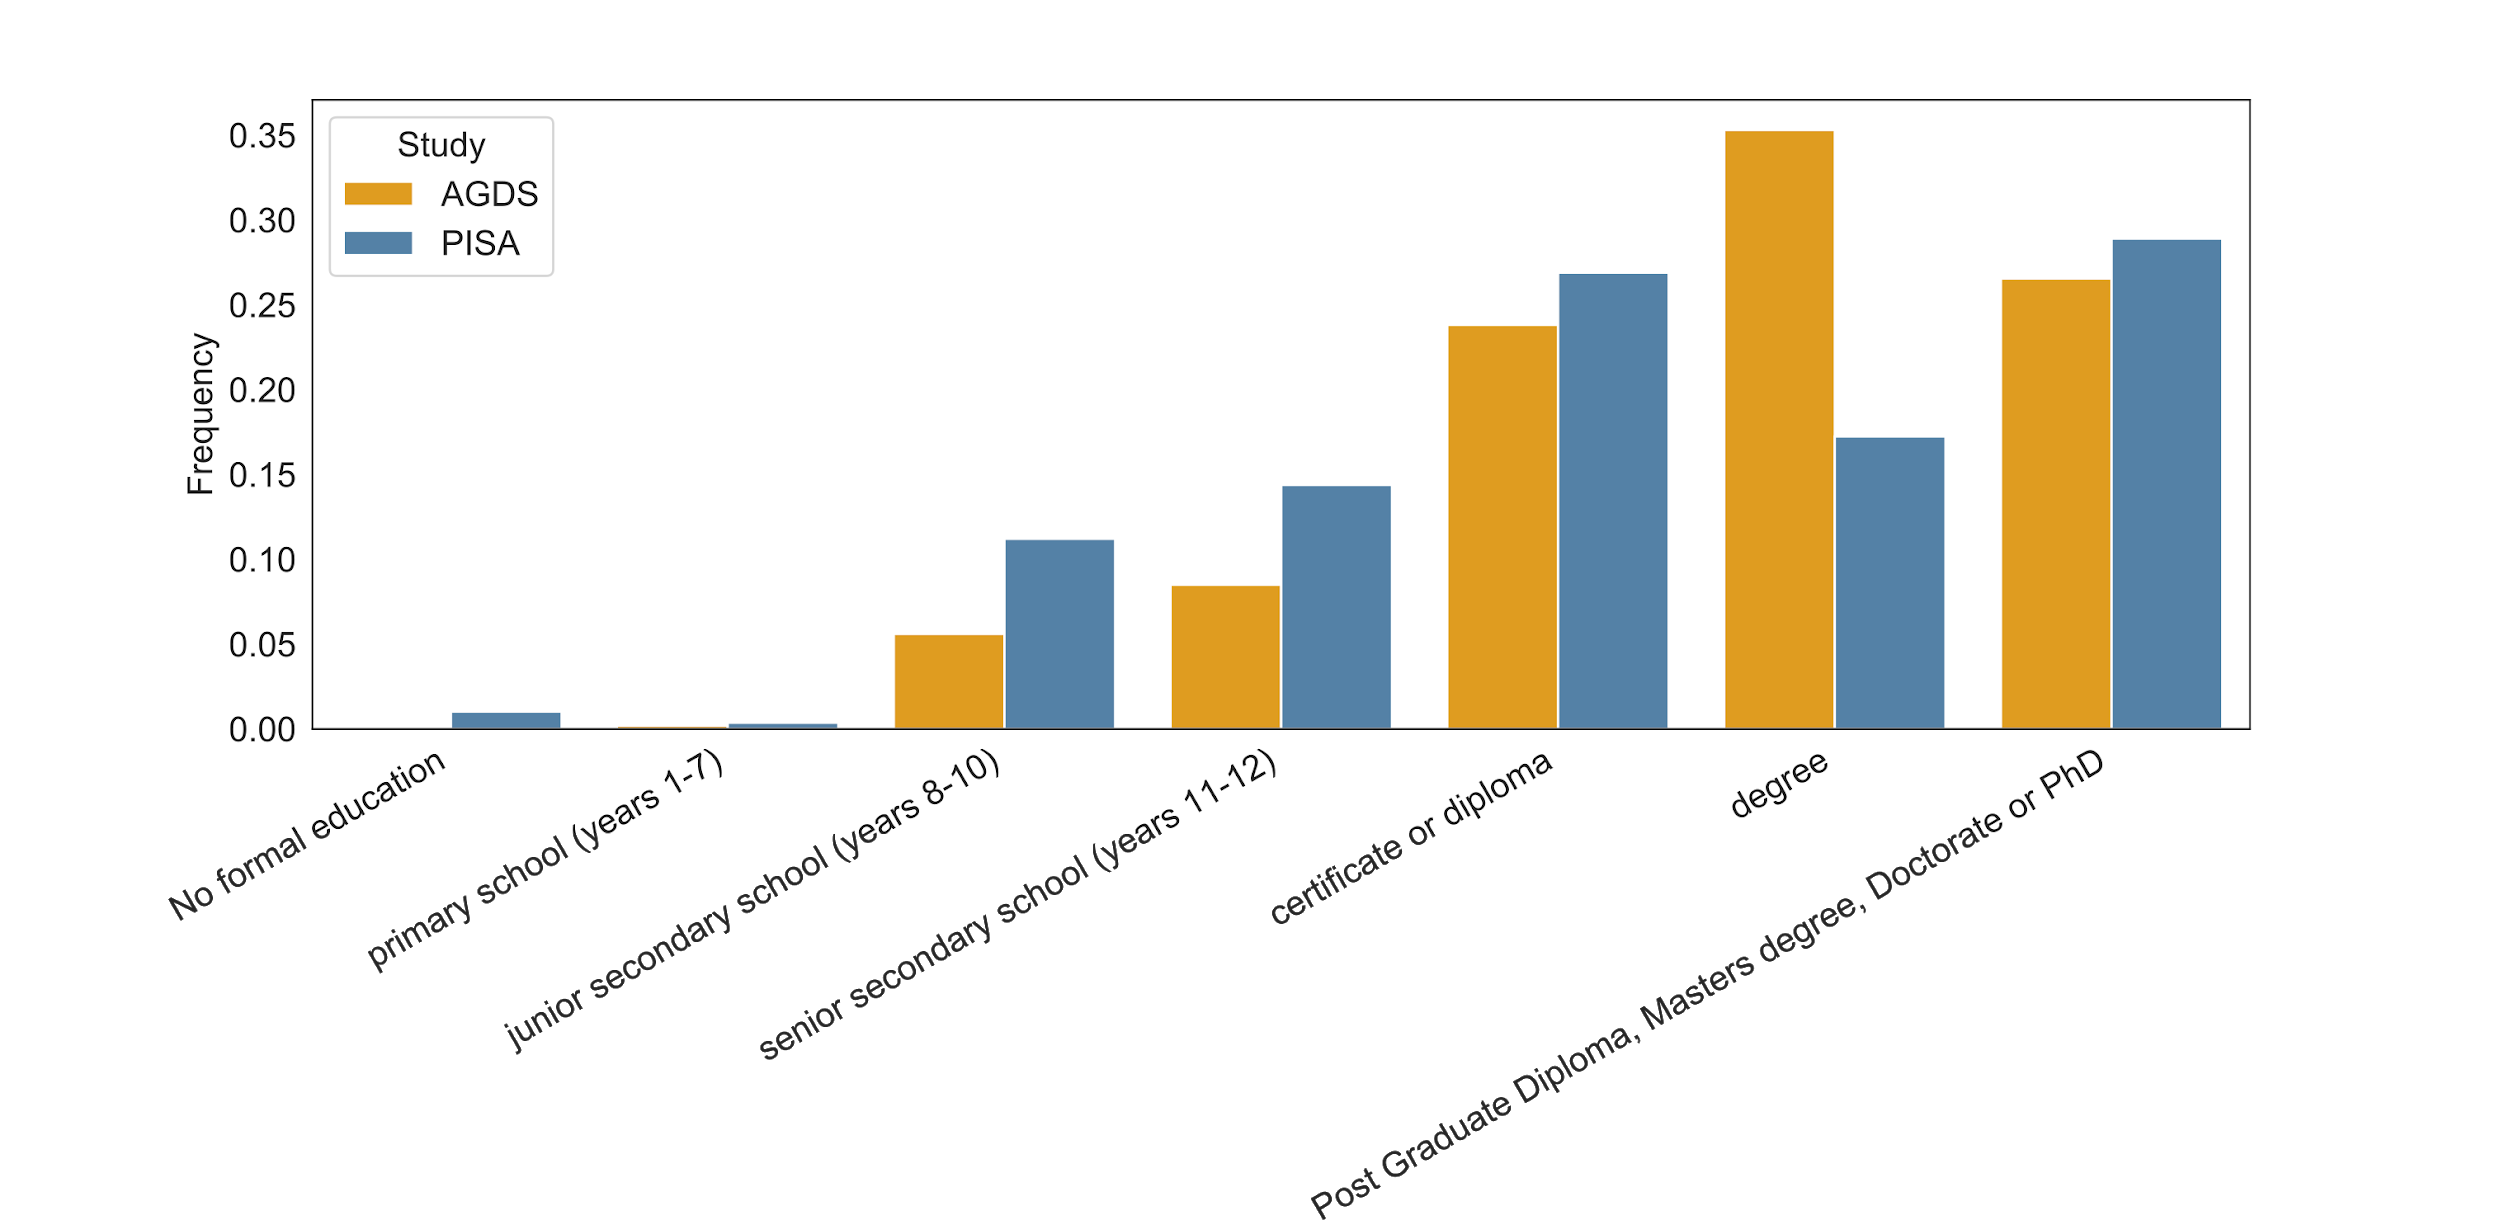 Study
AGDS
PISA
Frequency
0.35
0.30
0.25
0.20
0.15
0.10
0.05
0.00
No formal education
primary school (years 1-7)
junior secondary school (years 8-10)
senior secondary school (years 11-12)
certificate or diploma
degree
Post Graduate Diploma, Masters degree, Doctorate or PhD